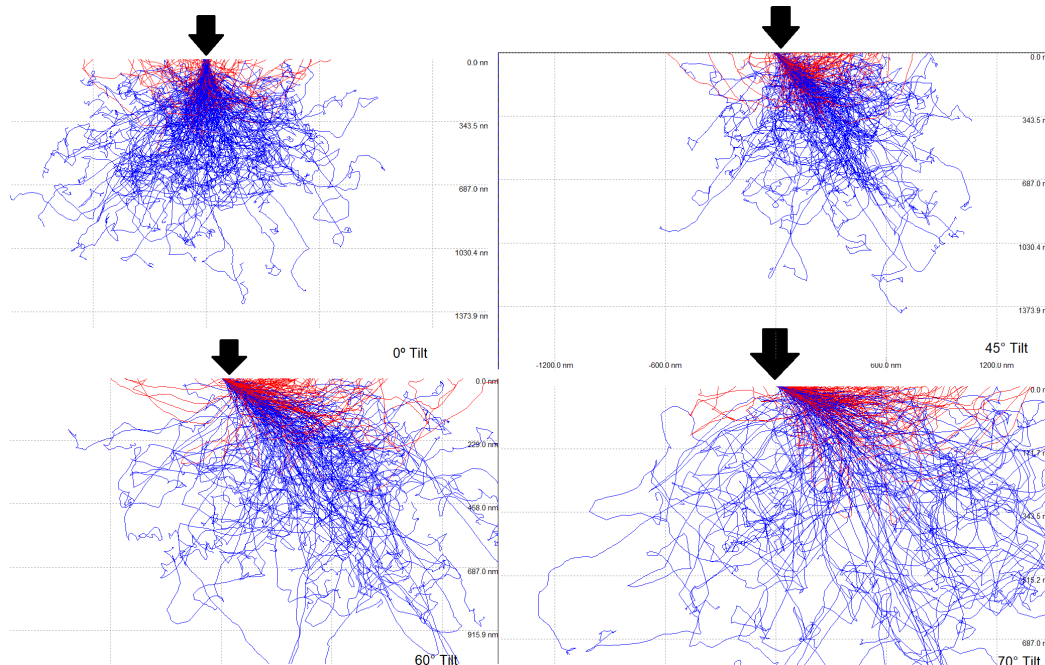 0.0 nm
343.5 nm
687.0 nm
1030.4 nm
1373.9 nm
0º Tilt
0.0 n
343.5
687.0 n
1030.4
1373.9
-1200.0 nm
-600.0 nm
600.0 nm
1200.0 nm
45° Tilt
0.0 nm
229.0 nm
458.0 nm
687.0 nm
915.9 nm
60° Tilt
0.0
343.5
515.2
687.0
70° Tilt